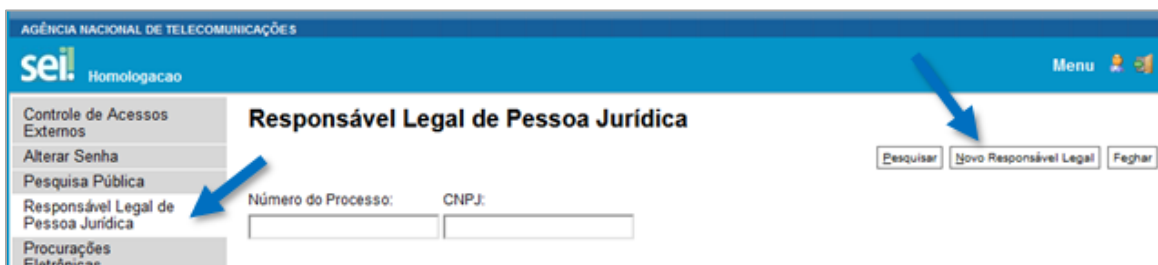 AGÊNCIA NACIONAL DE TELECOMUNICAÇÕES
sei! Homologacao
Menu
Controle de Acessos
Externos
Alterar Senha
Pesquisa Pública
Responsável Legal de
Pessoa Jurídica
Procurações
Eletrônicas
Responsável Legal de Pessoa Jurídica
Pesquisar Novo Responsável Legal Fechar
Número do Processo: CNPJ: